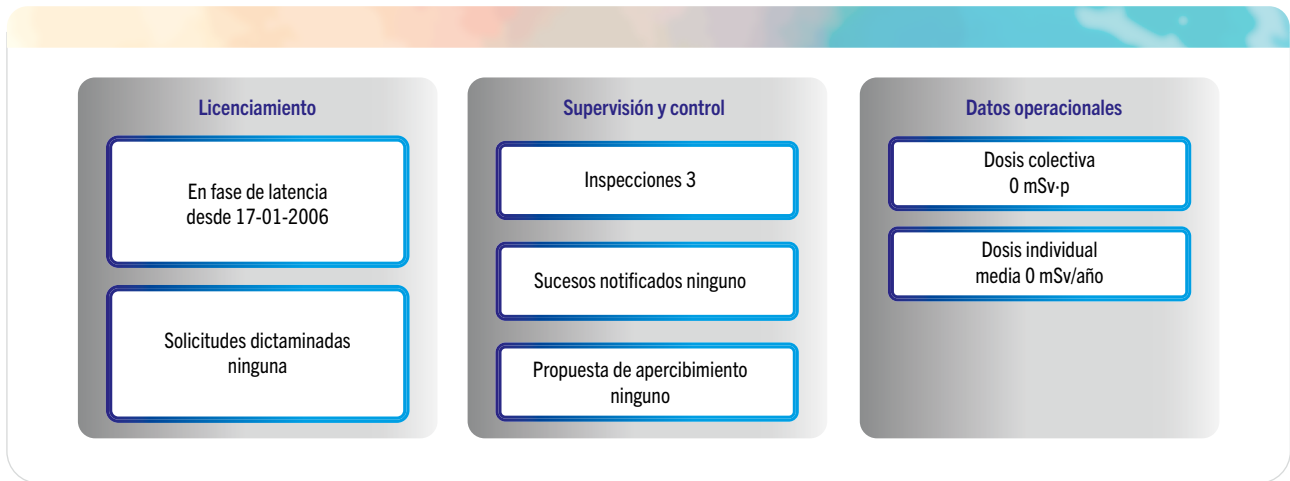 Licenciamiento
En fase de latencia
desde 17-01-2006
Solicitudes dictaminadas
ninguna
Supervisión y control
Inspecciones 3
Sucesos notificados ninguno
Propuesta de apercibimiento
ninguno
Datos operacionales
Dosis colectiva
0 mSv·p
Dosis individual
media 0 mSv/año